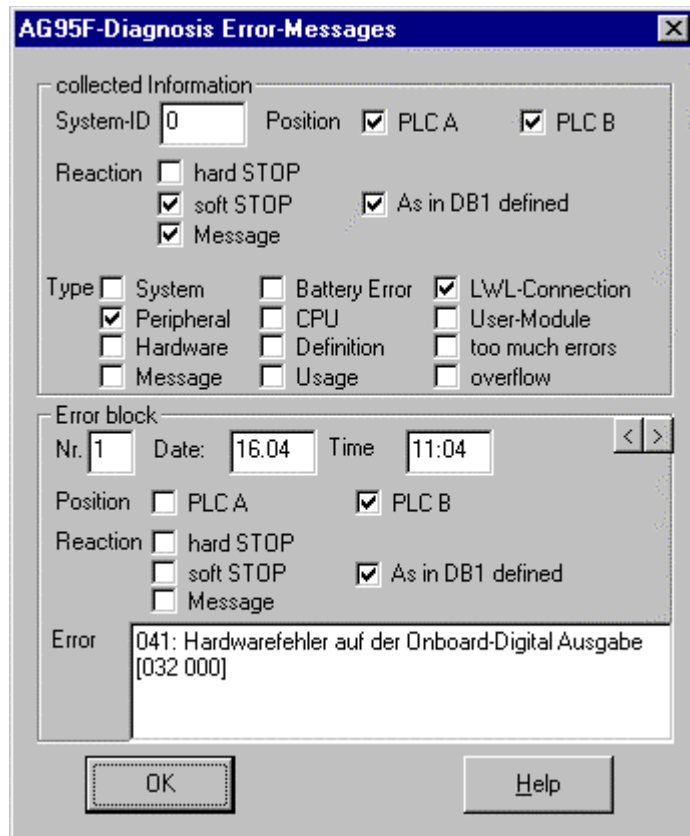 AG95F-Diagnosis Error-Messages
collected Information
System-ID 0 Position PLC A PLC B
Reaction hard STOP
soft STOP As in DB1 defined
Message
Type System Battery Error LWL-Connection
Peripheral CPU User-Module
Hardware Definition too much errors
Message Usage overflow
Error block
Nr. 1 Date: 16.04 Time 11:04 < >
Position PLC A PLC B
Reaction hard STOP
soft STOP As in DB1 defined
Message
Error 041: Hardwarefehler auf der Onboard-Digital Ausgabe
[032 000]
OK Help